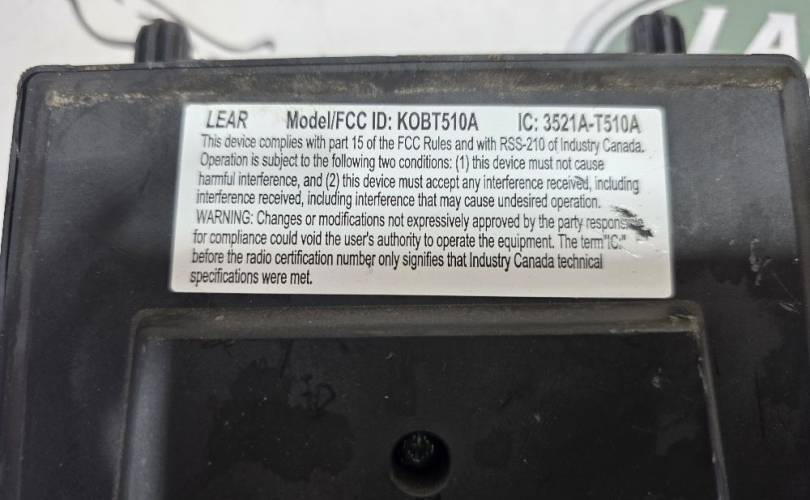 LA
LEAR Model/FCC ID: KOBT510A IC: 3521A-T510A
This device complies with part 15 of the FCC Rules and with RSS-210 of Industry Canada.
Operation is subject to the following two conditions: (1) this device must not cause
harmful interference, and (2) this device must accept any interference received, including
interference received, including interference that may cause undesired operation.
WARNING: Changes or modifications not expressively approved by the party responsible
for compliance could void the user's authority to operate the equipment. The term"IC:"
before the radio certification number only signifies that Industry Canada technical
specifications were met.